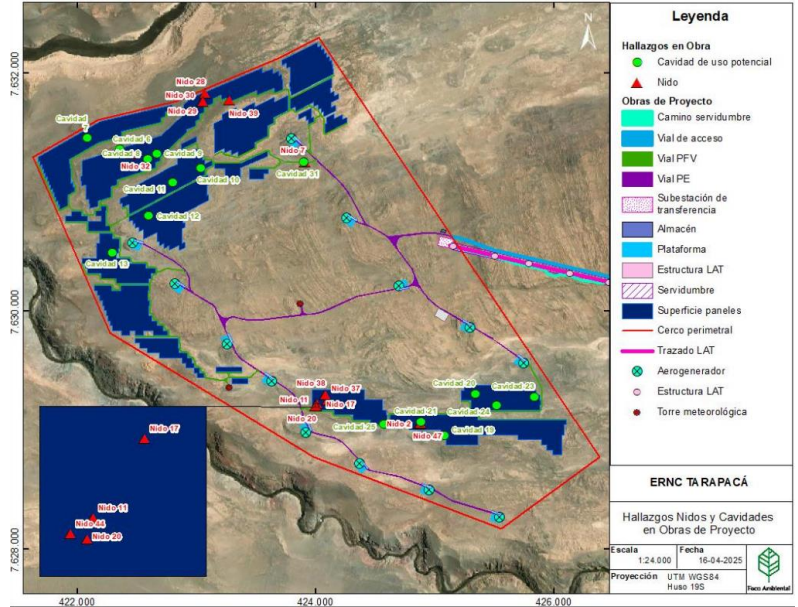 Leyenda
Hallazgos en Obra
Cavidad de uso potencial
Nido
Obras de Proyecto
Camino servidumbre
Vial de acceso
Vial PFV
Vial PE
Subestación de
transferencia
Almacén
Plataforma
Estructura LAT
Servidumbre
Superficie paneles
Cerco perimetral
Trazado LAT
Aerogenerador
Estructura LAT
Torre meteorológica
ERNC TARAPACÁ
Hallazgos Nidos y Cavidades
en Obras de Proyecto
Escala
1:24.000
Fecha
16-04-2025
Proyección UTM WGS84
Huso 19S
Faco Ambiental
N
7.632.000
7.630.000
7.628.000
422.000
424.000
426.000
Nido 28
Nido 30
Nido 29
Nido 39
Cavidad
7
Cavidad 6
Cavidad 8
Cavidad 9
Nido 32
Cavidad 10
Cavidad 11
Cavidad 12
Cavidad 13
Nido 7
Cavidad 31
Nido 38
Nido 37
Nido 11
Nido 17
Nido 20
Cavidad 20
Cavidad 23
Cavidad 21
Cavidad 24
Cavidad 25
Nido 2
Nido 47
Cavidad 19
Nido 17
Nido 11
Nido 44
Nido 20